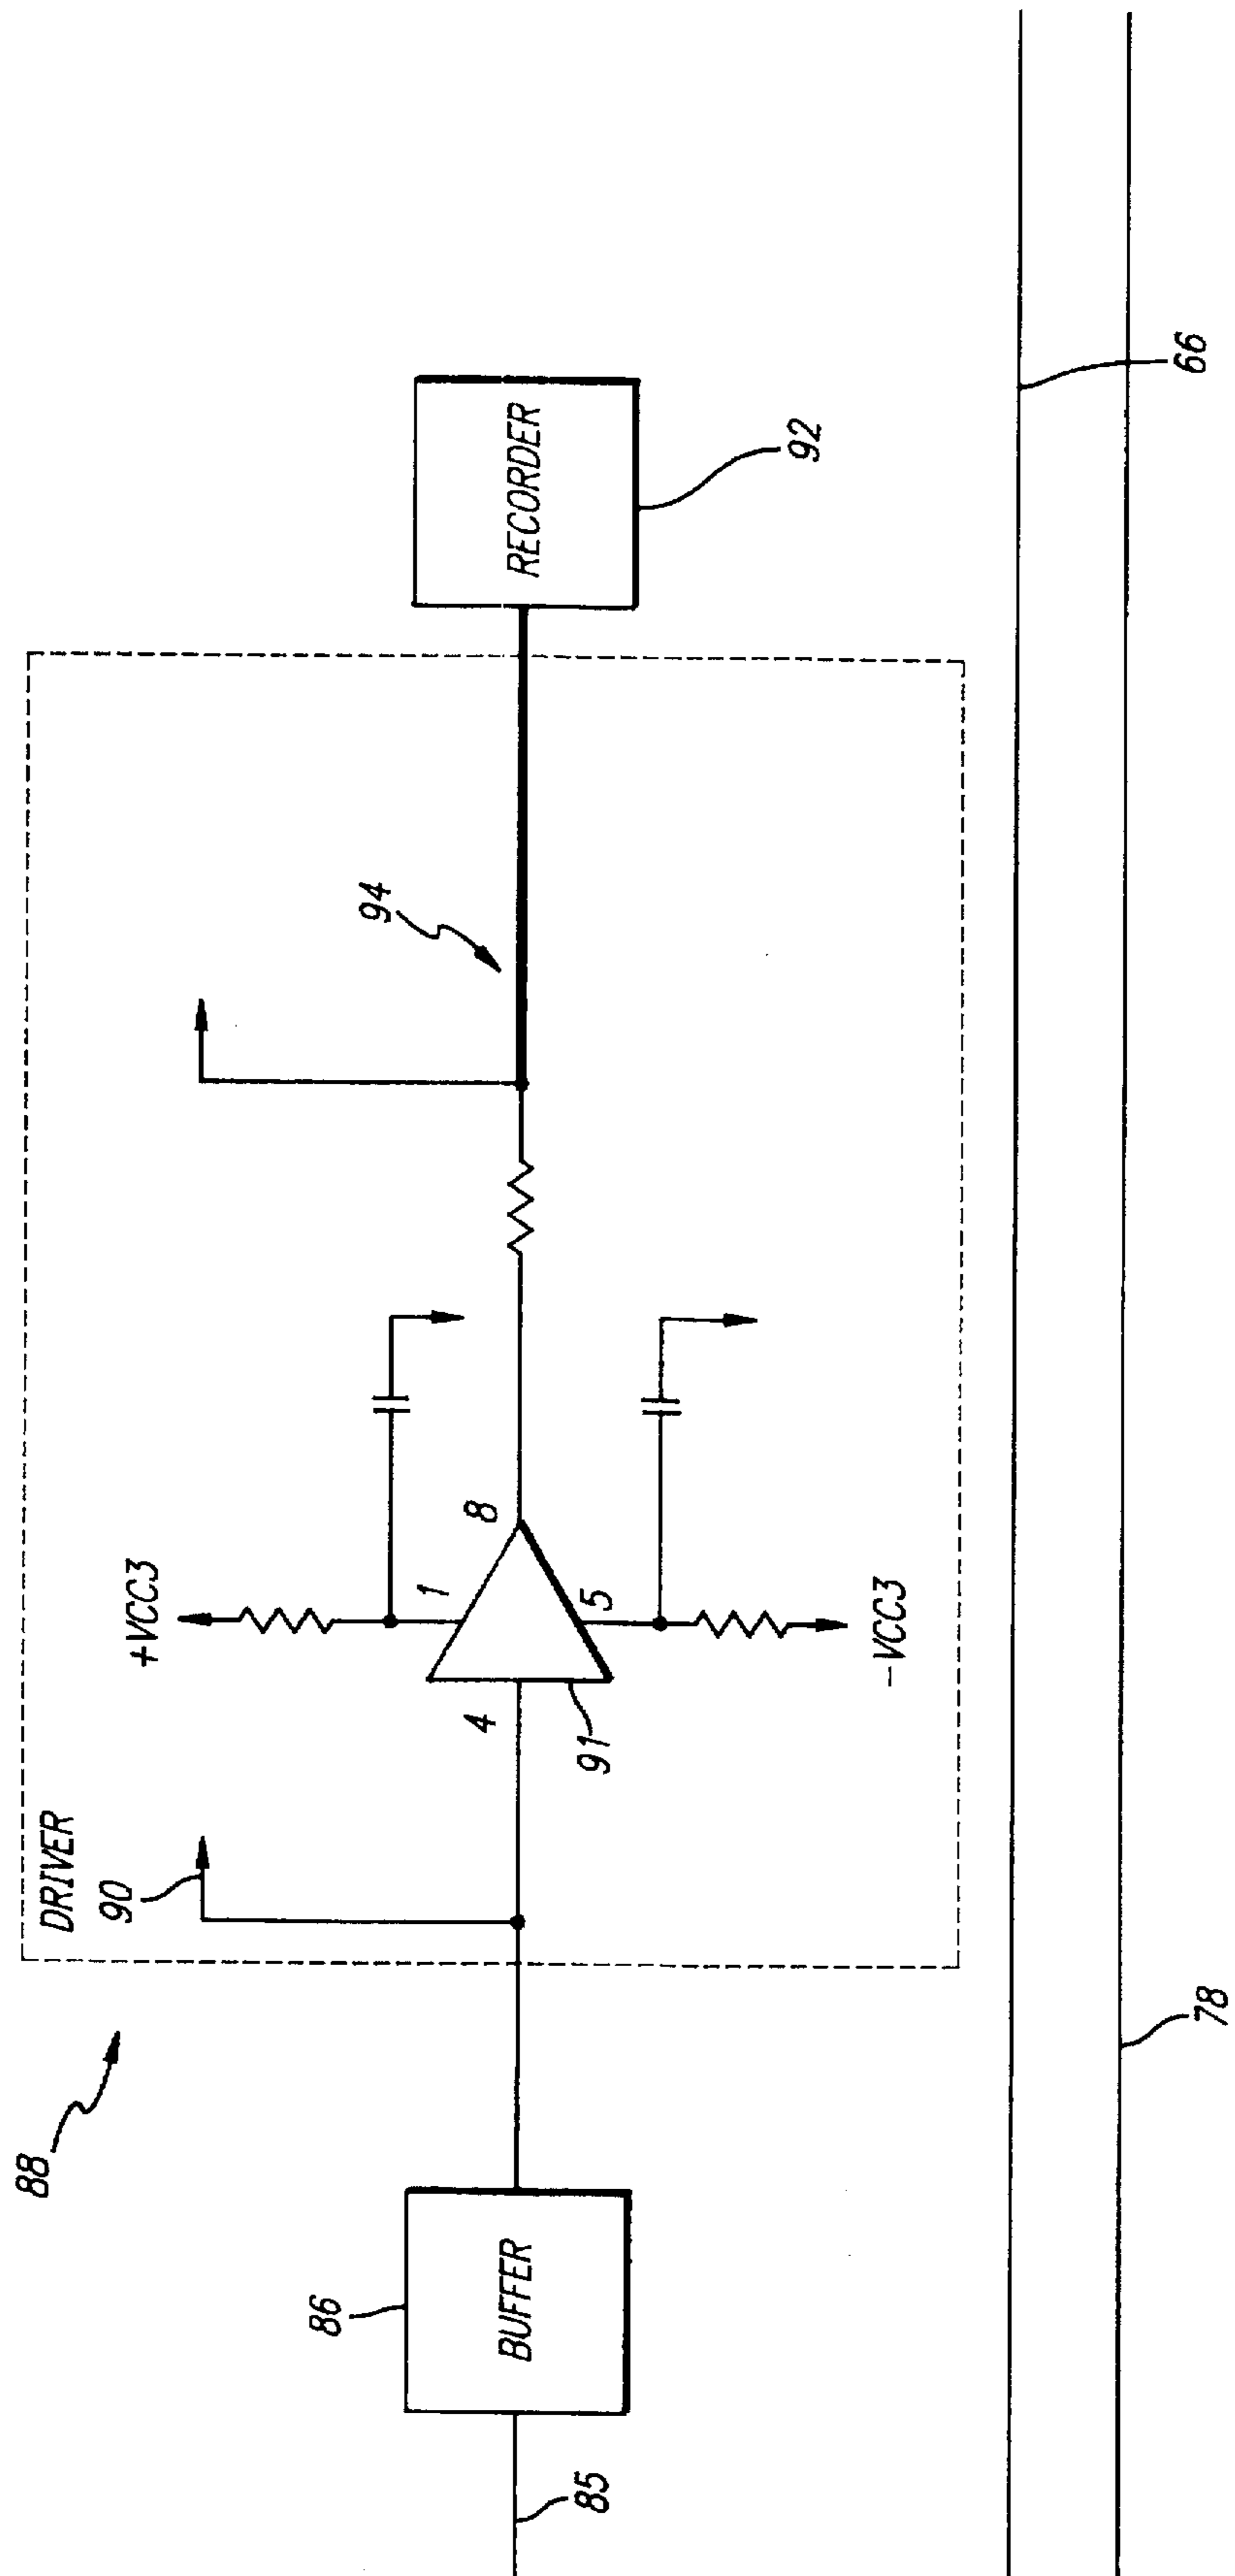 88
DRIVER
90
+VCC3
94
86
BUFFER
4
1
8
91
5
RECORDER
92
-VCC3
85
78
66